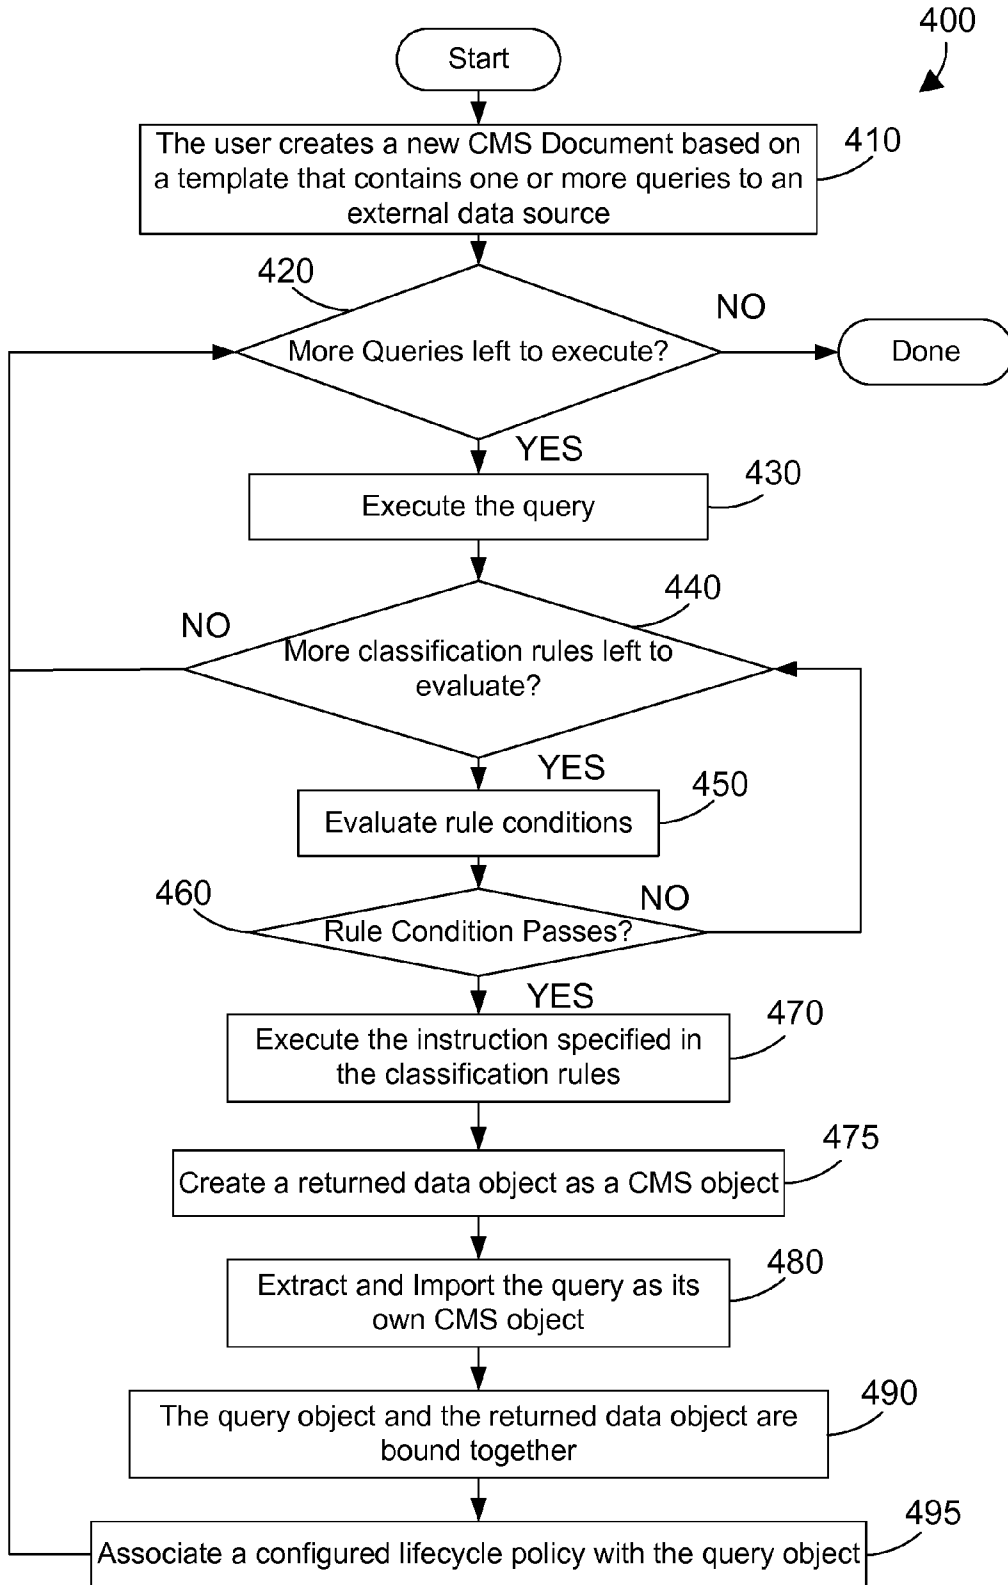 400
Start
The user creates a new CMS Document based on
a template that contains one or more queries to an
external data source
410
420
NO
More Queries left to execute?
Done
YES
430
Execute the query
440
NO
More classification rules left to
evaluate?
YES
450
Evaluate rule conditions
460
NO
Rule Condition Passes?
YES
470
Execute the instruction specified in
the classification rules
475
Create a returned data object as a CMS object
480
Extract and Import the query as its
own CMS object
490
The query object and the returned data object are
bound together
495
Associate a configured lifecycle policy with the query object